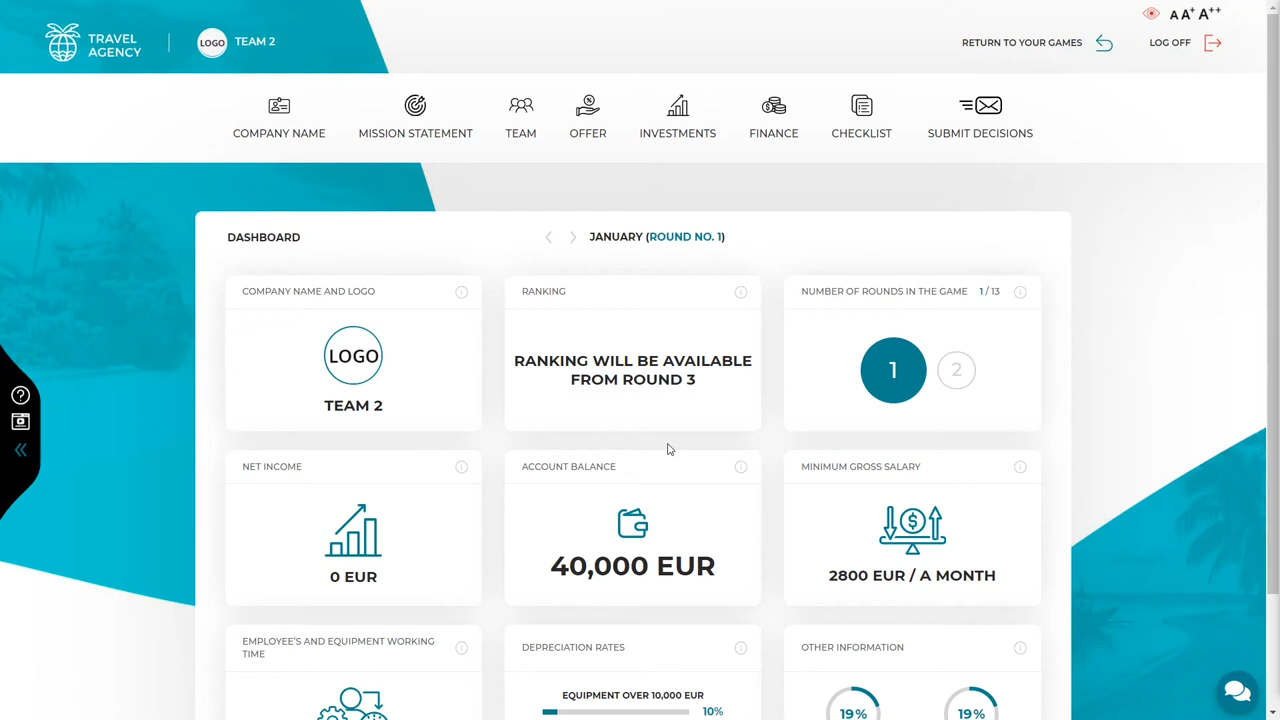 A A+ A++
TRAVEL
AGENCY
LOGO
TEAM 2
RETURN TO YOUR GAMES
LOG OFF
COMPANY NAME
MISSION STATEMENT
TEAM
OFFER
INVESTMENTS
FINANCE
CHECKLIST
SUBMIT DECISIONS
DASHBOARD
JANUARY (ROUND NO. 1)
COMPANY NAME AND LOGO
LOGO
TEAM 2
RANKING
RANKING WILL BE AVAILABLE
FROM ROUND 3
NUMBER OF ROUNDS IN THE GAME 1 / 13
1
2
NET INCOME
0 EUR
ACCOUNT BALANCE
40,000 EUR
MINIMUM GROSS SALARY
2800 EUR / A MONTH
EMPLOYEE'S AND EQUIPMENT WORKING
TIME
DEPRECIATION RATES
EQUIPMENT OVER 10,000 EUR
10%
OTHER INFORMATION
19%
19%